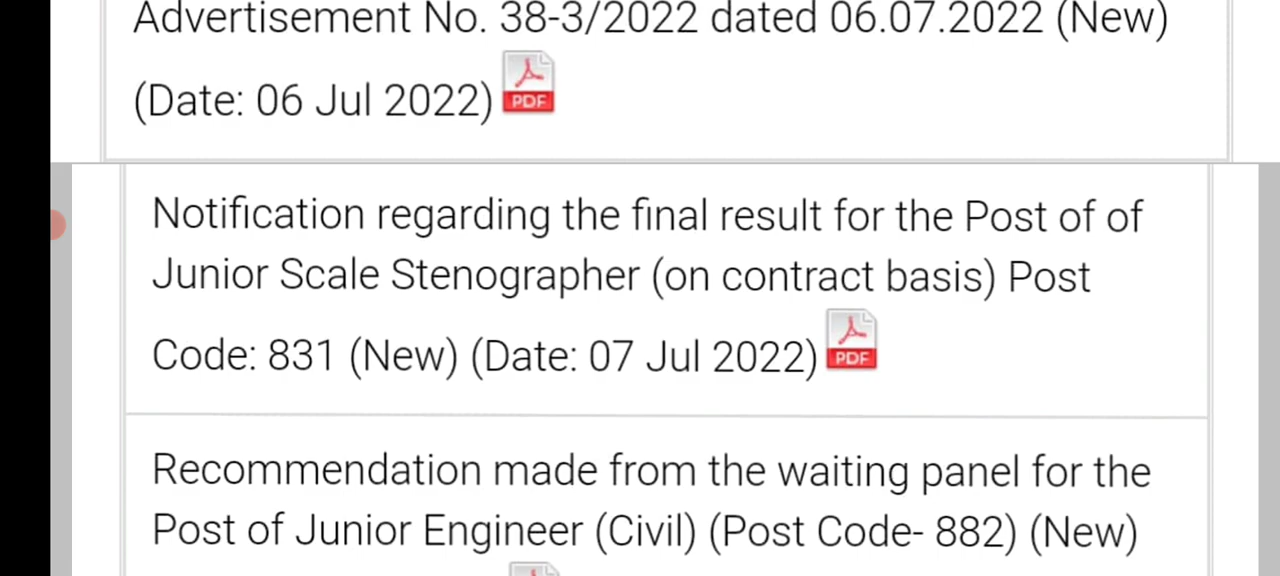 Advertisement No. 38-3/2022 dated 06.07.2022 (New)
(Date: 06 Jul 2022) PDF
Notification regarding the final result for the Post of of
Junior Scale Stenographer (on contract basis) Post
Code: 831 (New) (Date: 07 Jul 2022) PDF
Recommendation made from the waiting panel for the
Post of Junior Engineer (Civil) (Post Code- 882) (New)